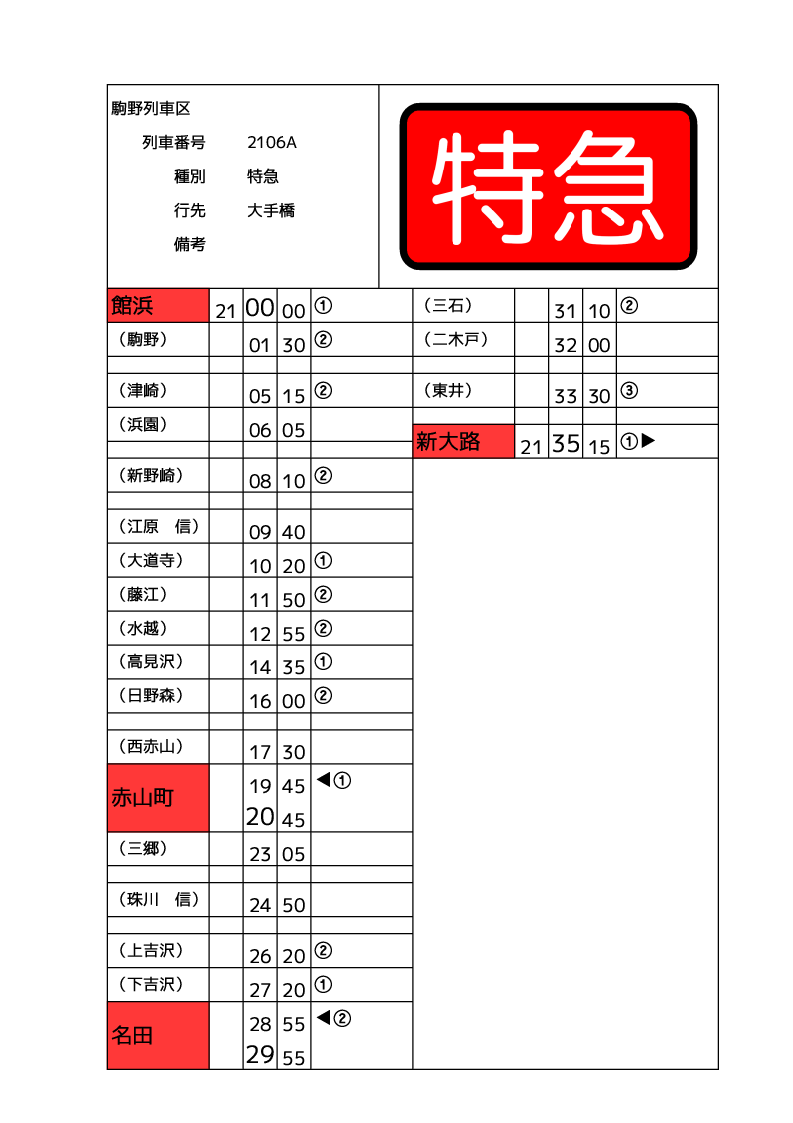 駒野列車区
列車番号 2106A
種別 特急
行先 大手橋
備考
特急
館浜 21 00 00 ①
（駒野） 01 30 ②
（津崎） 05 15 ②
（浜園） 06 05
（新野崎） 08 10 ②
（江原　信） 09 40
（大道寺） 10 20 ①
（藤江） 11 50 ②
（水越） 12 55 ②
（高見沢） 14 35 ①
（日野森） 16 00 ②
（西赤山） 17 30
赤山町 19 45 ◀①
20 45
（三郷） 23 05
（珠川　信） 24 50
（上吉沢） 26 20 ②
（下吉沢） 27 20 ①
名田 28 55 ◀②
29 55
（三石） 31 10 ②
（二木戸） 32 00
（東井） 33 30 ③
新大路 21 35 15 ①▶